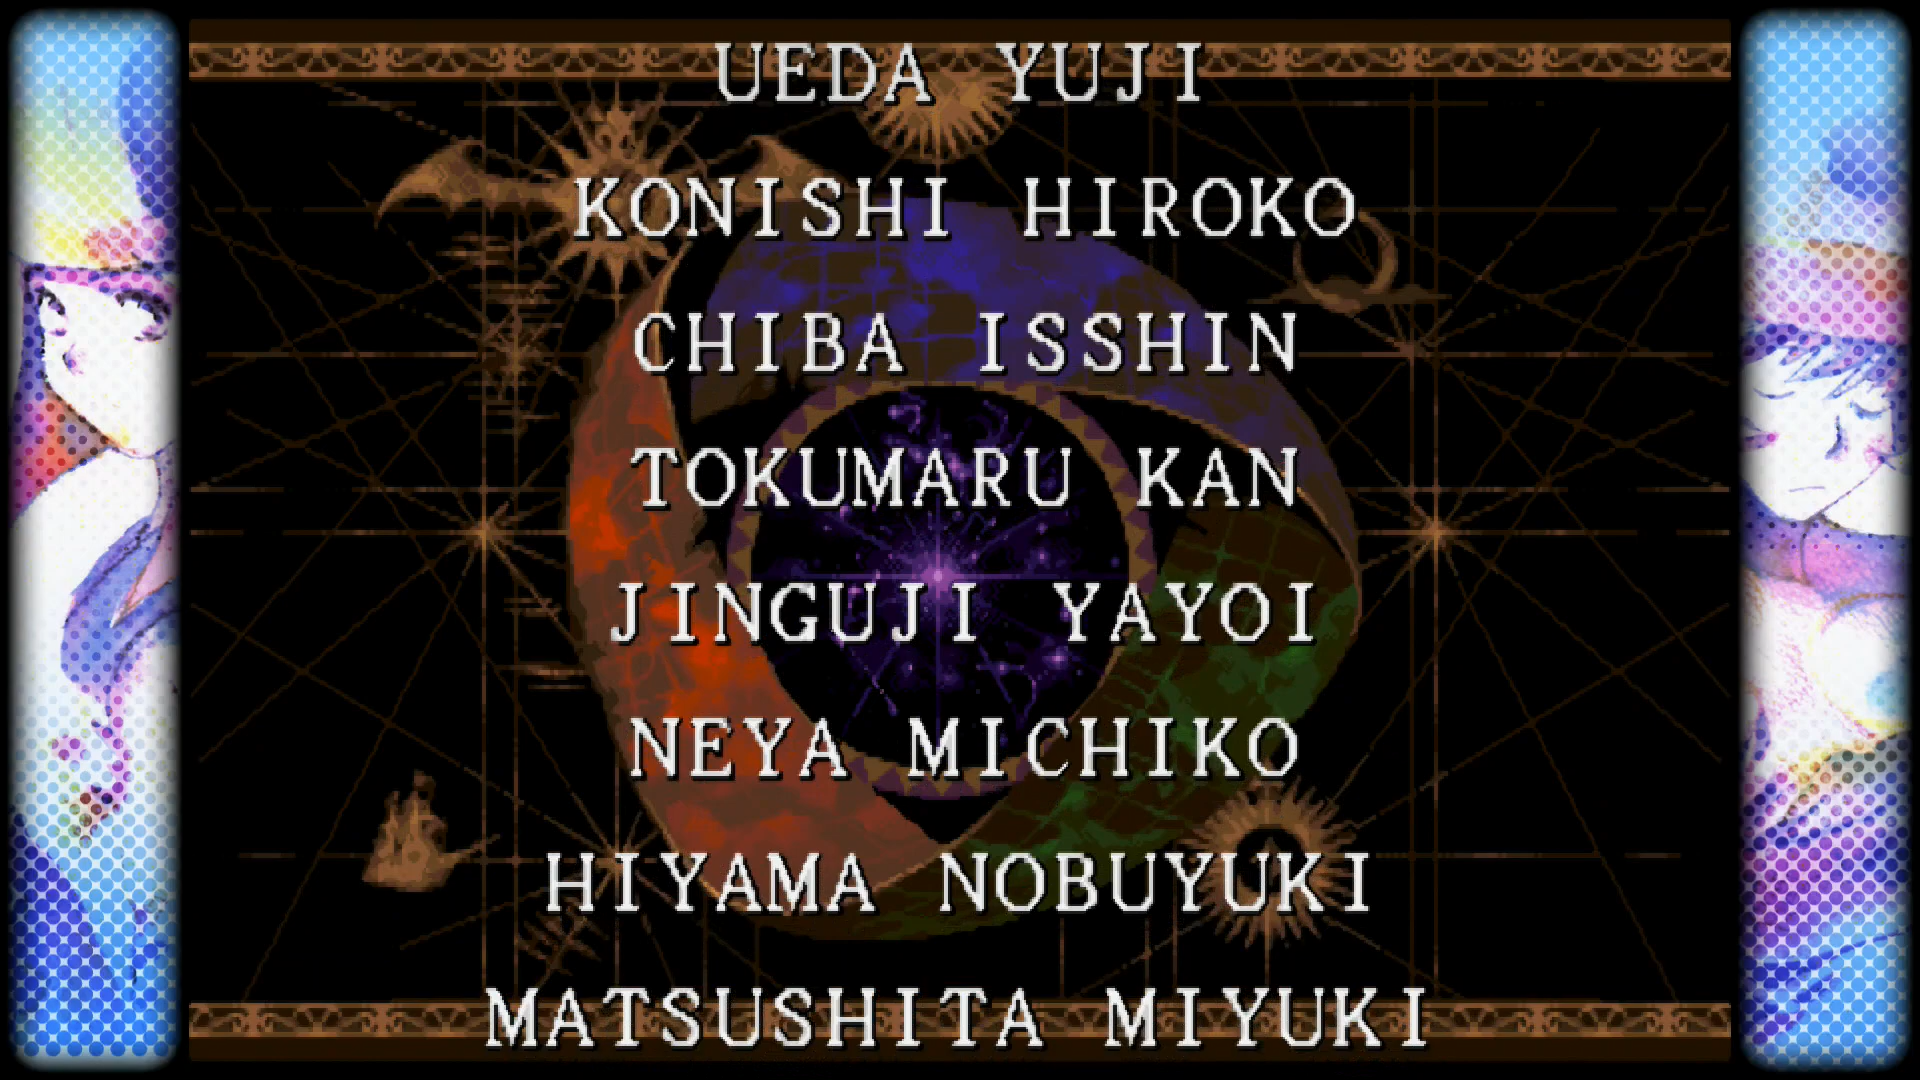 UEDA YUJI
KONISHI HIROKO
CHIBA ISSHIN
TOKUMARU KAN
JINGUJI YAYOI
NEYA MICHIKO
HIYAMA NOBUYUKI
MATSUSHITA MIYUKI